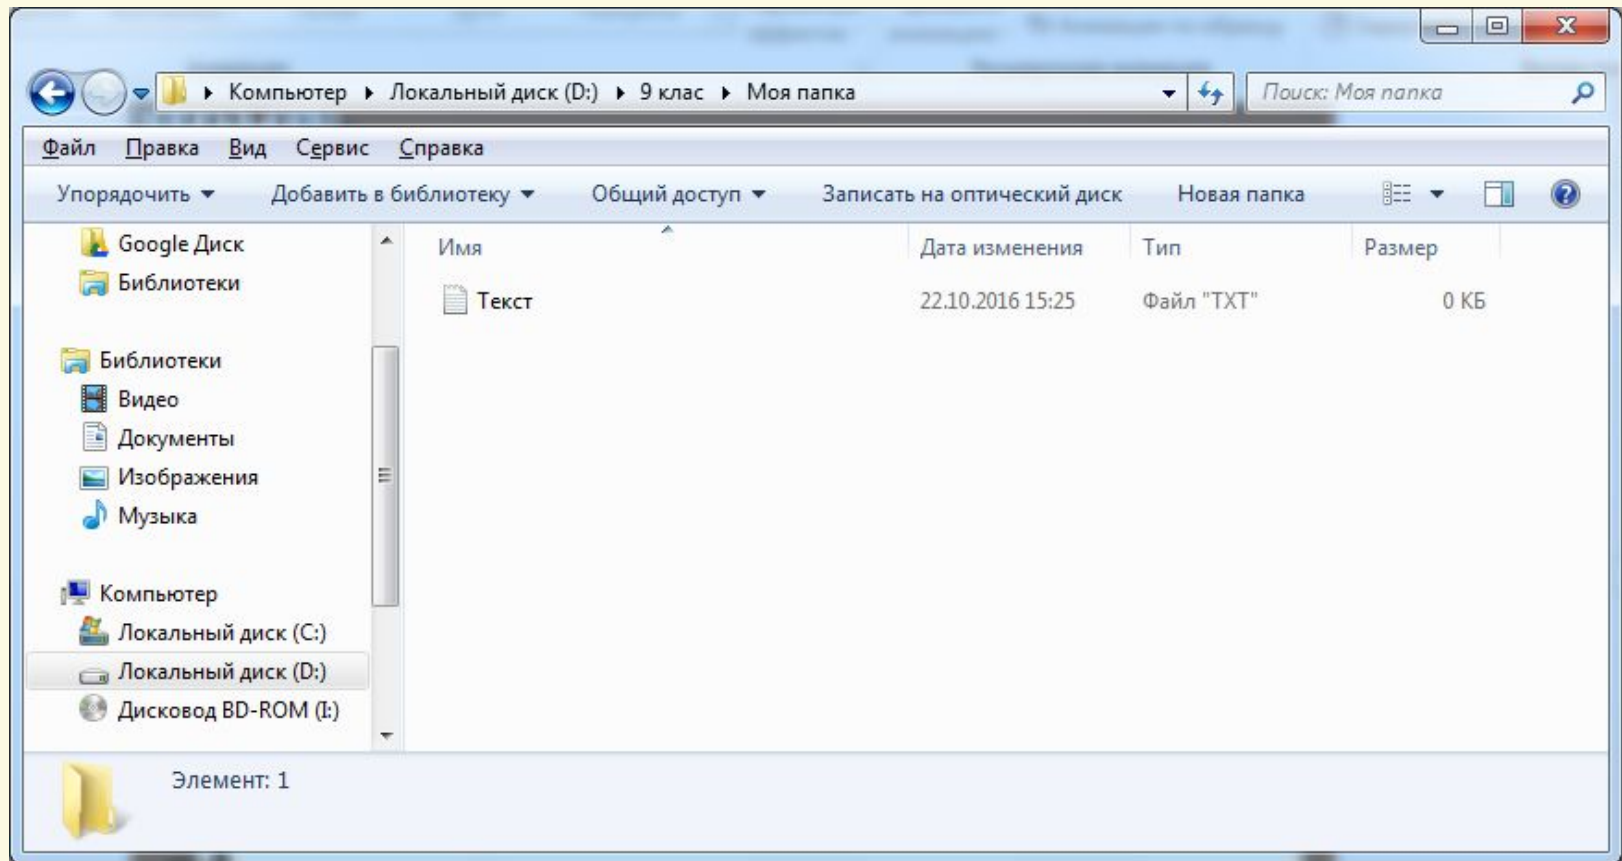 Компьютер Локальный диск (D:) 9 клас Моя папка Поиск: Моя папка
Файл Правка Вид Сервис Справка
Упорядочить Добавить в библиотеку Общий доступ Записать на оптический диск Новая папка
Google Диск
Библиотеки
Библиотеки
Видео
Документы
Изображения
Музыка
Компьютер
Локальный диск (C:)
Локальный диск (D:)
Дисковод BD-ROM (I:)
Имя Дата изменения Тип Размер
Текст 22.10.2016 15:25 Файл "TXT" 0 КБ
Элемент: 1